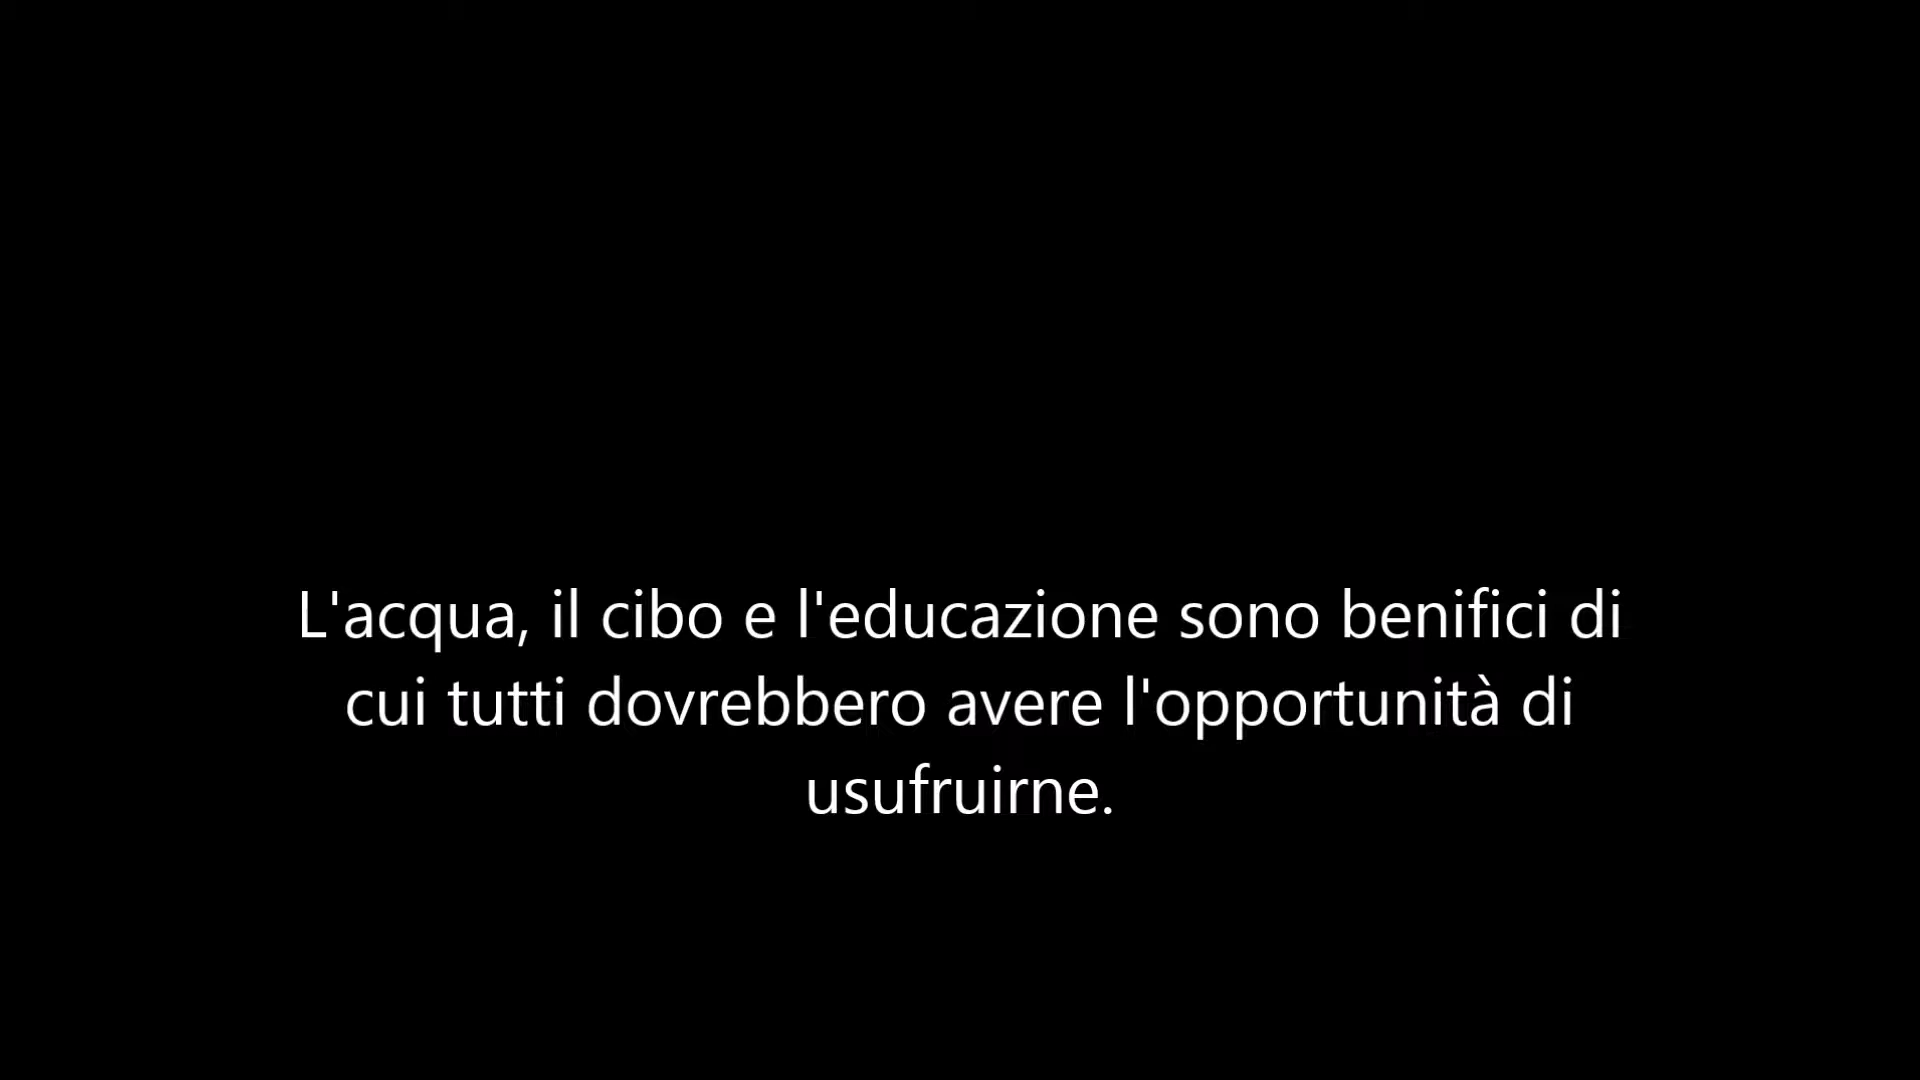 L'acqua, il cibo e l'educazione sono benifici di
cui tutti dovrebbero avere l'opportunità di
usufruirne.